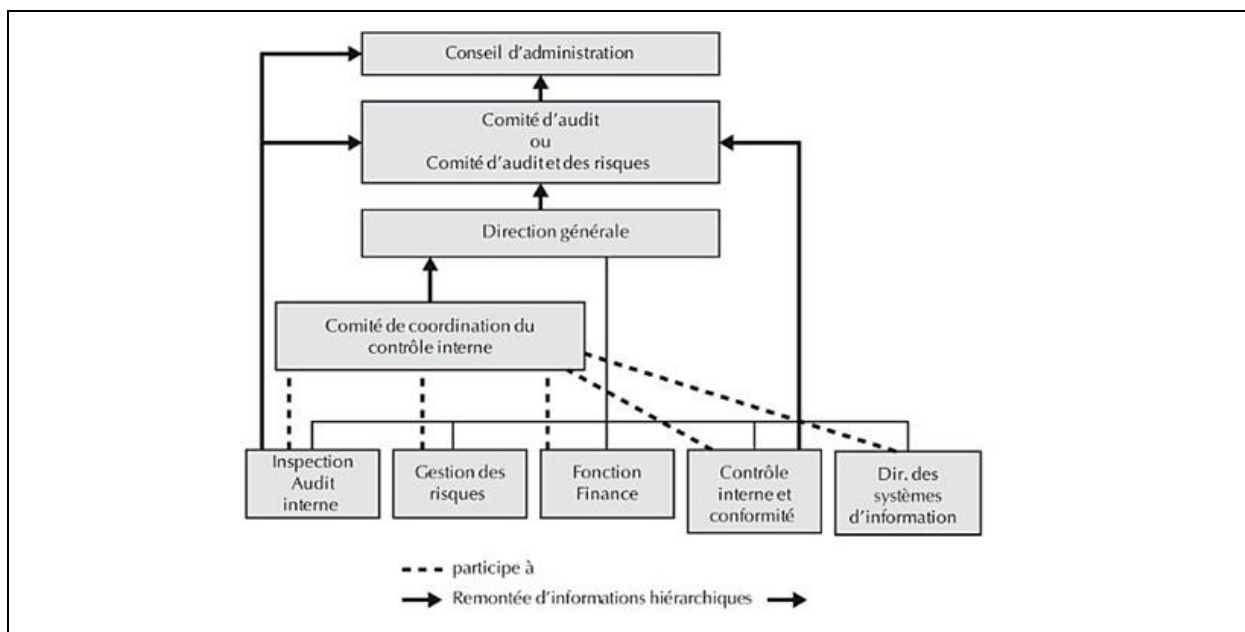 Conseil d'administration
Comité d'audit
ou
Comité d'audit et des risques
Direction générale
Comité de coordination du
contrôle interne
Inspection
Audit
interne
Gestion des
risques
Fonction
Finance
Contrôle
interne et
conformité
Dir. des
systèmes
d'information
participe à
Remontée d'informations hiérarchiques